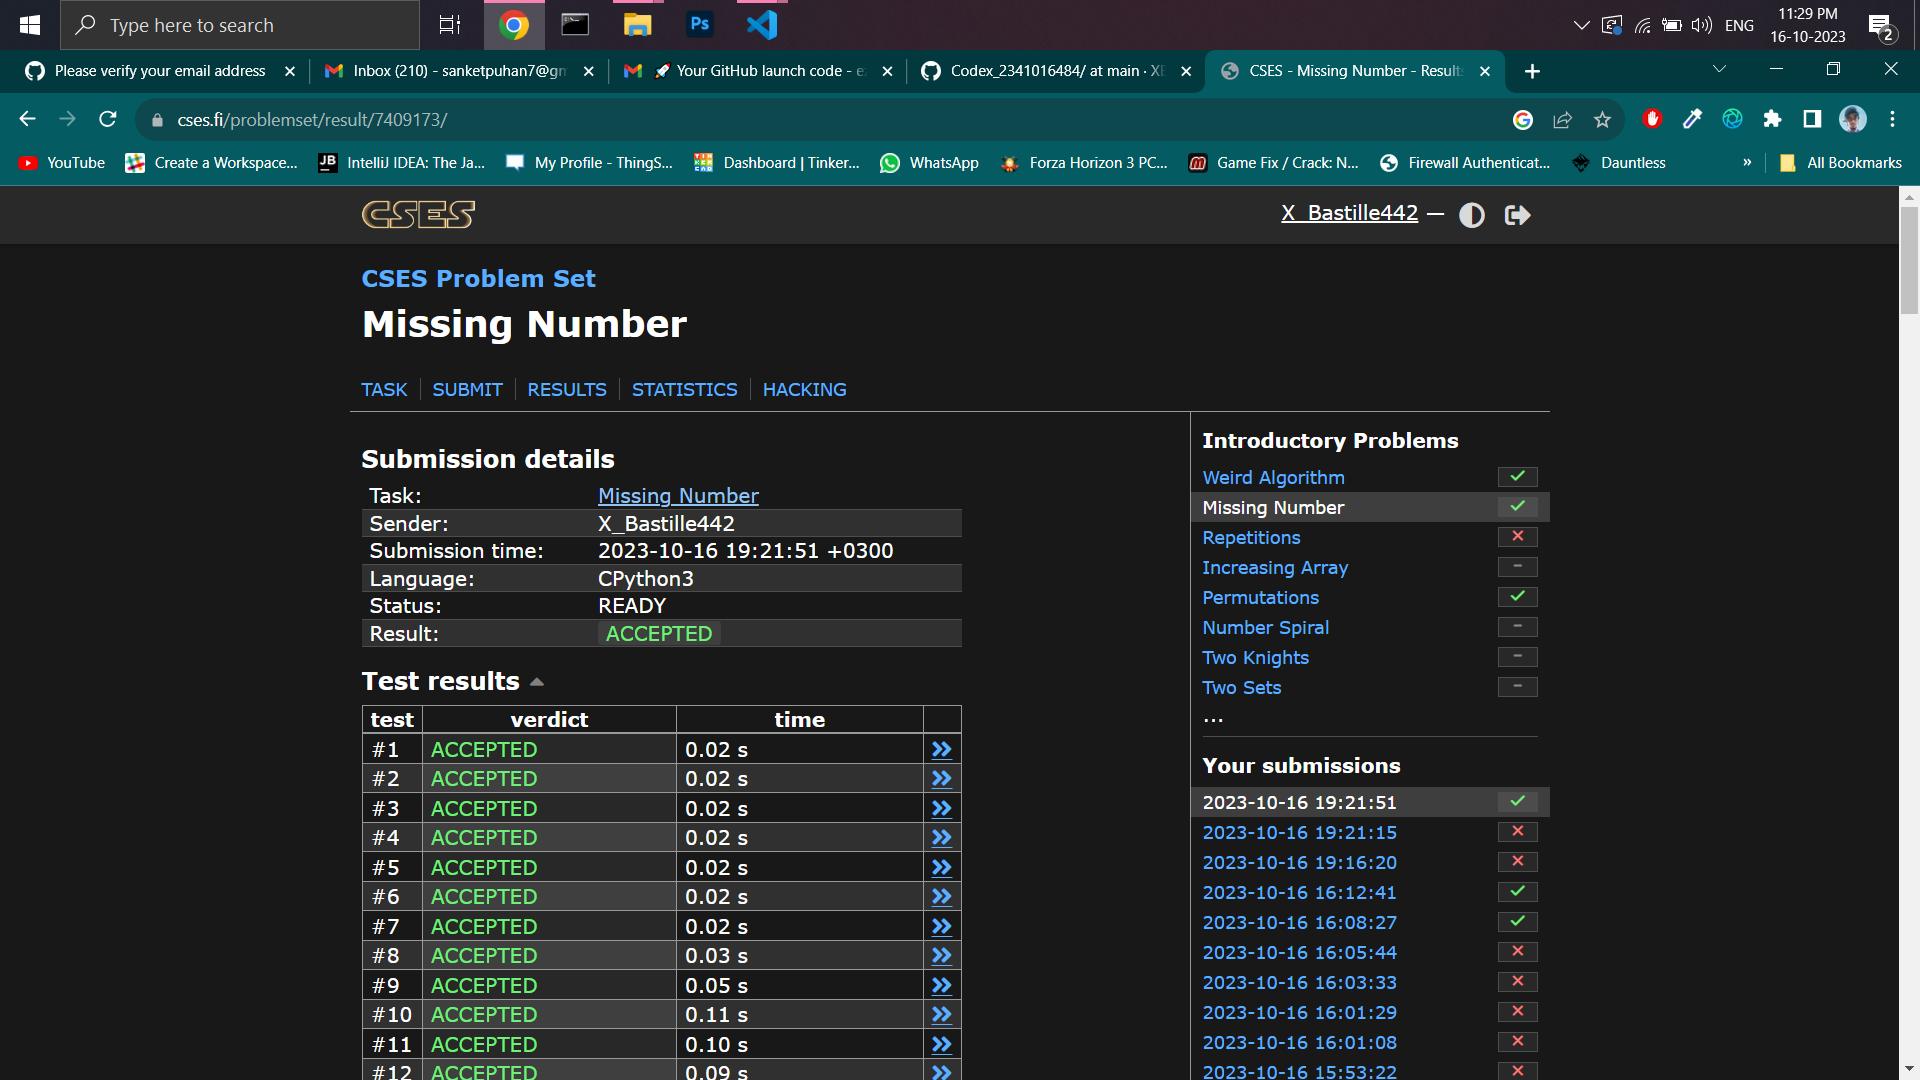 Type here to search
Ps
ENG
11:29 PM
16-10-2023
2
Please verify your email address
Inbox (210) - sanketpuhan7@gm
🚀 Your GitHub launch code - e
Codex_2341016484/ at main · XB
CSES - Missing Number - Results
cses.fi/problemset/result/7409173/
YouTube
Create a Workspace...
JB IntelliJ IDEA: The Ja...
My Profile - ThingS...
Dashboard | Tinker...
WhatsApp
Forza Horizon 3 PC...
Game Fix / Crack: N...
Firewall Authenticat...
Dauntless
»
All Bookmarks
CSES
X_Bastille442 —
CSES Problem Set
Missing Number
TASK SUBMIT RESULTS STATISTICS HACKING
Submission details
Task: Missing Number
Sender: X_Bastille442
Submission time: 2023-10-16 19:21:51 +0300
Language: CPython3
Status: READY
Result: ACCEPTED
Test results
test verdict time
#1 ACCEPTED 0.02 s »
#2 ACCEPTED 0.02 s »
#3 ACCEPTED 0.02 s »
#4 ACCEPTED 0.02 s »
#5 ACCEPTED 0.02 s »
#6 ACCEPTED 0.02 s »
#7 ACCEPTED 0.02 s »
#8 ACCEPTED 0.03 s »
#9 ACCEPTED 0.05 s »
#10 ACCEPTED 0.11 s »
#11 ACCEPTED 0.10 s »
#12 ACCEPTED 0.09 s »
Introductory Problems
Weird Algorithm
Missing Number
Repetitions
Increasing Array –
Permutations
Number Spiral –
Two Knights –
Two Sets –
...
Your submissions
2023-10-16 19:21:51
2023-10-16 19:21:15
2023-10-16 19:16:20
2023-10-16 16:12:41
2023-10-16 16:08:27
2023-10-16 16:05:44
2023-10-16 16:03:33
2023-10-16 16:01:29
2023-10-16 16:01:08
2023-10-16 15:53:22